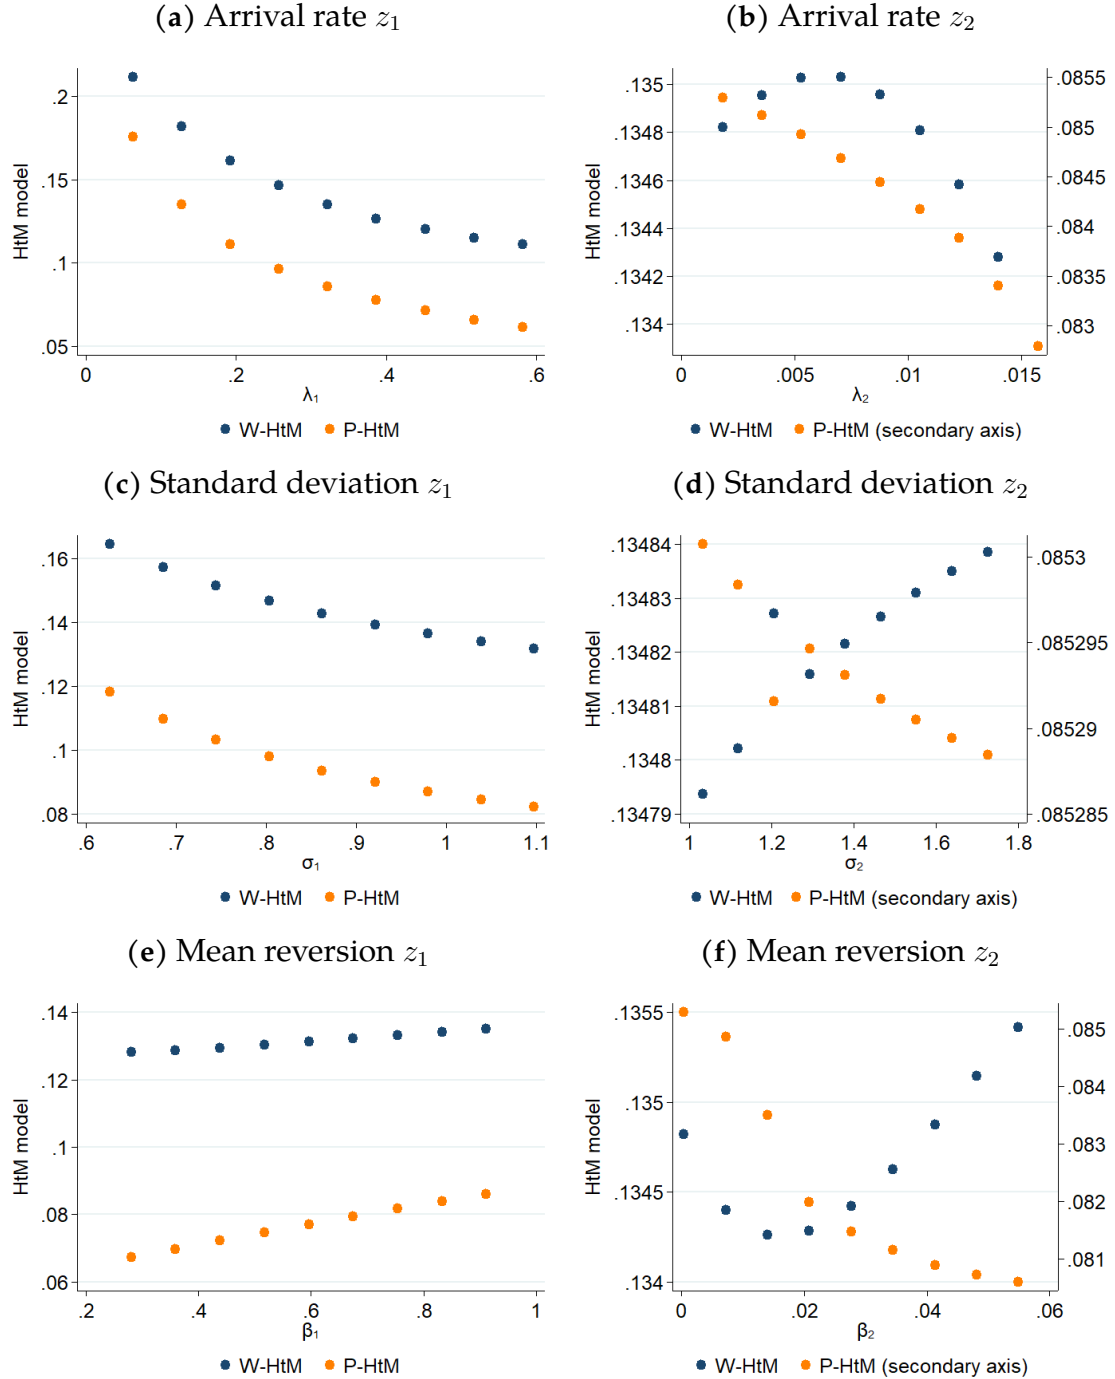 (a) Arrival rate z1
.2
.15
.1
.05
HtM model
0 .2 .4 .6
λ1
W-HtM P-HtM
(b) Arrival rate z2
.135
.1348
.1346
.1344
.1342
.134
HtM model
.0855
.085
.0845
.084
.0835
.083
0 .005 .01 .015
λ2
W-HtM P-HtM (secondary axis)
(c) Standard deviation z1
.16
.14
.12
.1
.08
HtM model
.6 .7 .8 .9 1 1.1
σ1
W-HtM P-HtM
(d) Standard deviation z2
.13484
.13483
.13482
.13481
.1348
.13479
HtM model
.0853
.085295
.08529
.085285
1 1.2 1.4 1.6 1.8
σ2
W-HtM P-HtM (secondary axis)
(e) Mean reversion z1
.14
.12
.1
.08
.06
HtM model
.2 .4 .6 .8 1
β1
W-HtM P-HtM
(f) Mean reversion z2
.1355
.135
.1345
.134
HtM model
.085
.084
.083
.082
.081
0 .02 .04 .06
β2
W-HtM P-HtM (secondary axis)